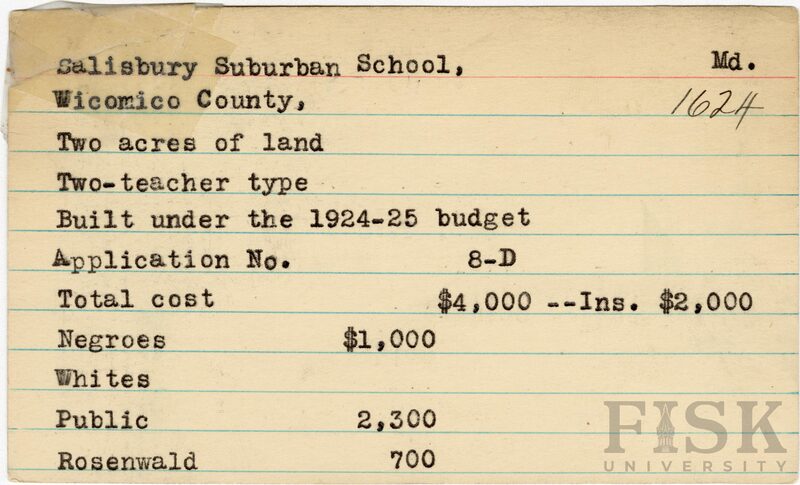 Salisbury Suburban School, Md.
Wicomico County, 1624
Two acres of land
Two-teacher type
Built under the 1924-25 budget
Application No. 8-D
Total cost $4,000 --Ins. $2,000
Negroes $1,000
Whites
Public 2,300
Rosenwald 700
FISK
UNIVERSITY